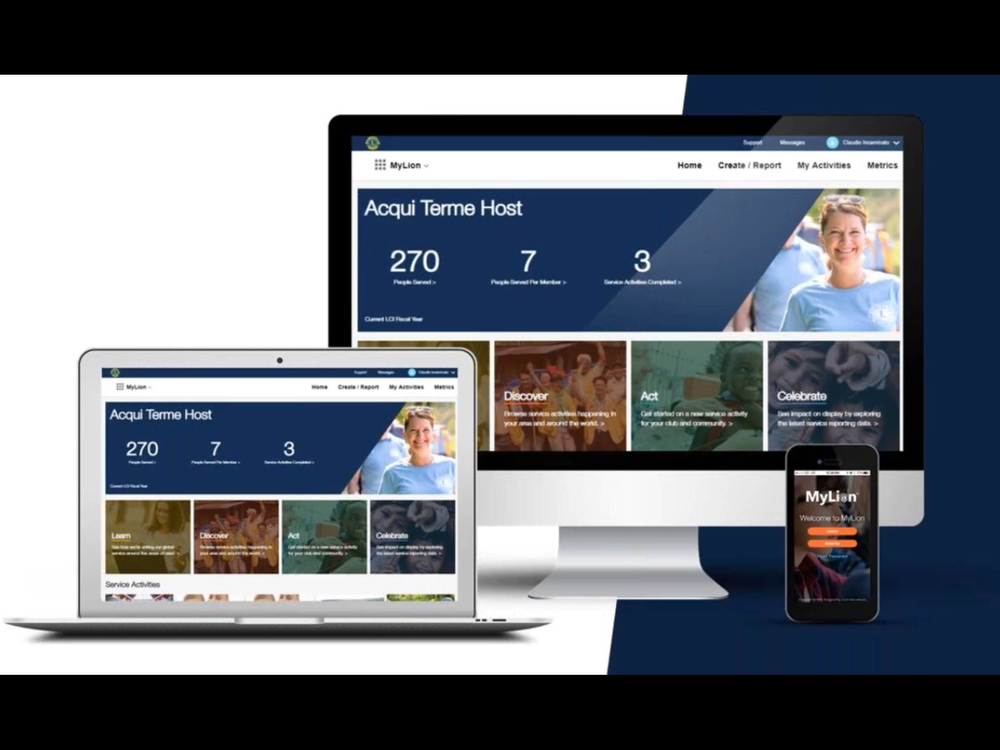 Support Messages Claudio Incaminato
MyLion
Home Create / Report My Activities Metrics
Acqui Terme Host
270 7 3
People Served > People Served Per Member > Service Activities Completed >
Current LCI Fiscal Year
Discover
Browse service activities happening in
your area and around the world. >
Act
Get started on a new service activity
for your club and community. >
Celebrate
See impact on display by exploring
the latest service reporting data. >
Support Messages Claudio Incaminato
MyLion
Home Create / Report My Activities Metrics
Acqui Terme Host
270 7 3
People Served > People Served Per Member > Service Activities Completed >
Current LCI Fiscal Year
Learn
See how we're uniting our global
service around five areas of need >
Discover
Browse service activities happening in
your area and around the world. >
Act
Get started on a new service activity
for your club and community. >
Celebrate
See impact on display by exploring
the latest service reporting data. >
Service Activities
MyLion
Welcome to MyLion
LOGIN
REGISTER
Password